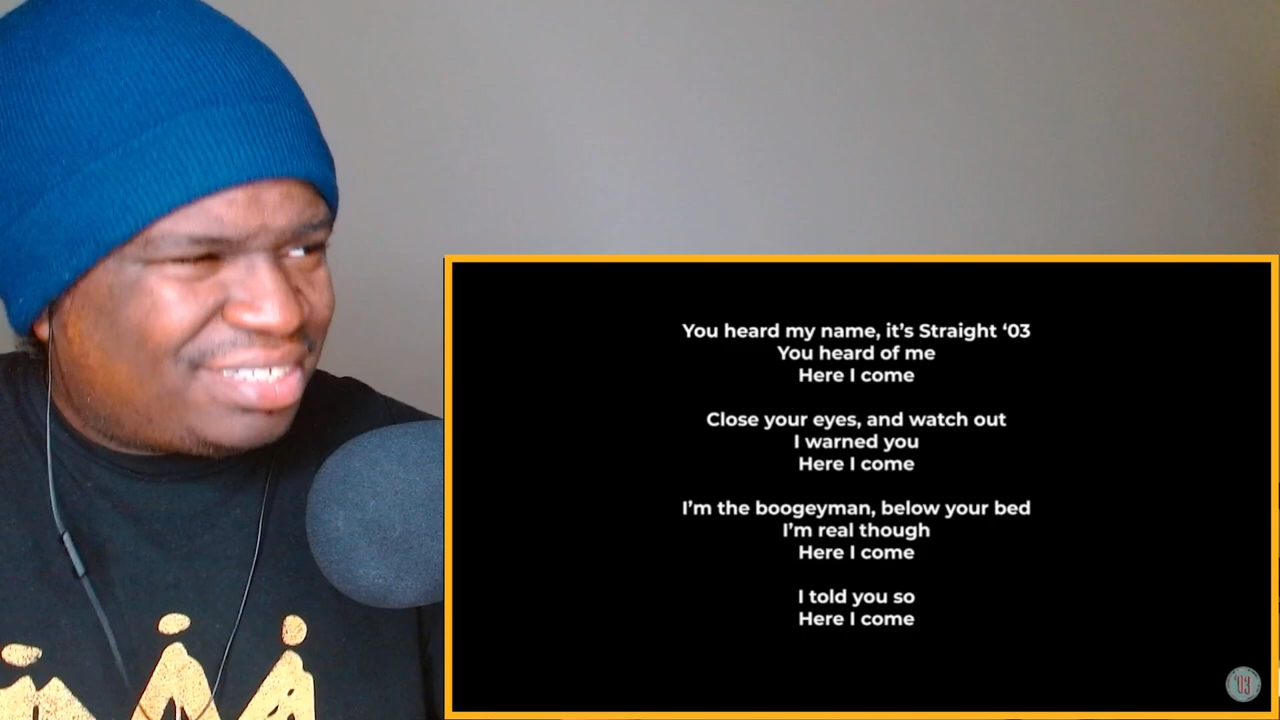 You heard my name, it’s Straight ‘03
You heard of me
Here I come
Close your eyes, and watch out
I warned you
Here I come
I’m the boogeyman, below your bed
I’m real though
Here I come
I told you so
Here I come
'03